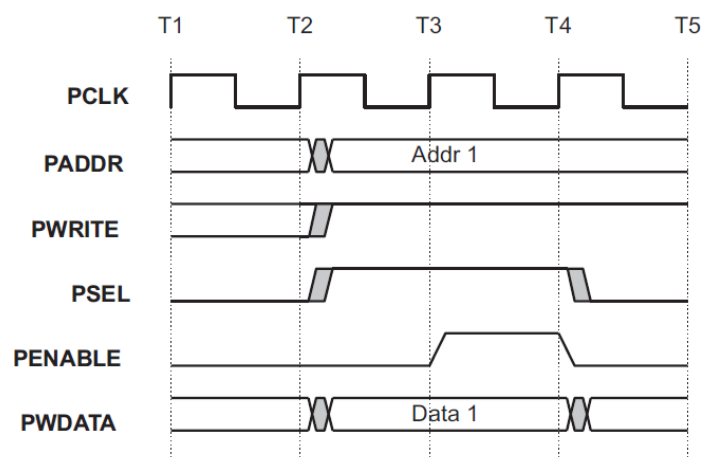 T1 T2 T3 T4 T5
PCLK
PADDR Addr 1
PWRITE
PSEL
PENABLE
PWDATA Data 1